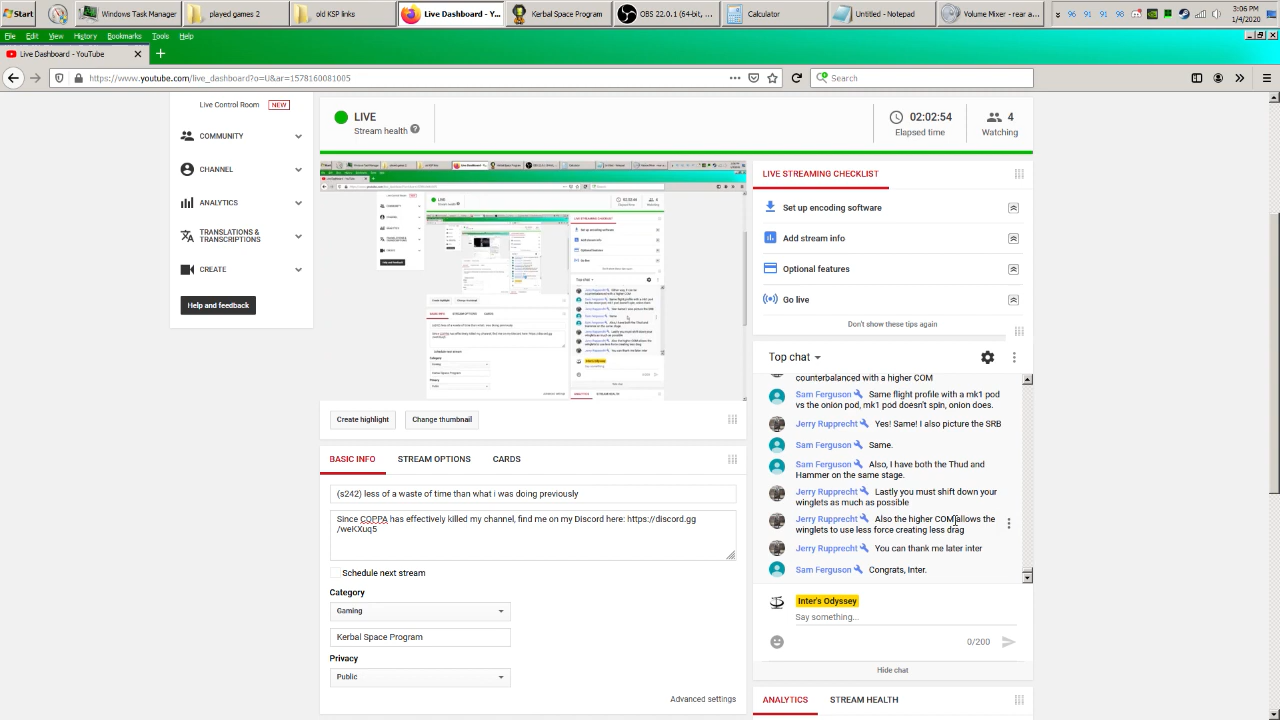 Start
Windows Task Manager
played games 2
old KSP links
Live Dashboard - Y...
Kerbal Space Program
OBS 22.0.1 (64-bit, ...
Calculator
Untitled - Notepad
Volume Mixer - rear a...
96
91
98
3:06 PM
1/4/2020
File Edit View History Bookmarks Tools Help
Live Dashboard - YouTube
https://www.youtube.com/live_dashboard?o=U&ar=1578160081005
Search
Live Control Room NEW
COMMUNITY
CHANNEL
ANALYTICS
TRANSLATIONS & TRANSCRIPTIONS
CREATE
Help and feedback
LIVE
Stream health
02:02:54
Elapsed time
4
Watching
LIVE STREAMING CHECKLIST
Set up encoding software
Add stream info
Optional features
Go live
Don't show these tips again
Create highlight
Change thumbnail
BASIC INFO
STREAM OPTIONS
CARDS
(s242) less of a waste of time than what i was doing previously
Since COPPA has effectively killed my channel, find me on my Discord here: https://discord.gg
/weKXuq5
Schedule next stream
Category
Gaming
Kerbal Space Program
Privacy
Public
Advanced settings
Top chat
counterbalanced higher COM
Sam Ferguson Same flight profile with a mk1 pod
vs the onion pod, mk1 pod doesn't spin, onion does.
Jerry Rupprecht Yes! Same! I also picture the SRB
Sam Ferguson Same.
Sam Ferguson Also, I have both the Thud and
Hammer on the same stage.
Jerry Rupprecht Lastly you must shift down your
winglets as much as possible
Jerry Rupprecht Also the higher COM allows the
winglets to use less force creating less drag
Jerry Rupprecht You can thank me later inter
Sam Ferguson Congrats, Inter.
Inter's Odyssey
Say something...
0/200
Hide chat
ANALYTICS
STREAM HEALTH